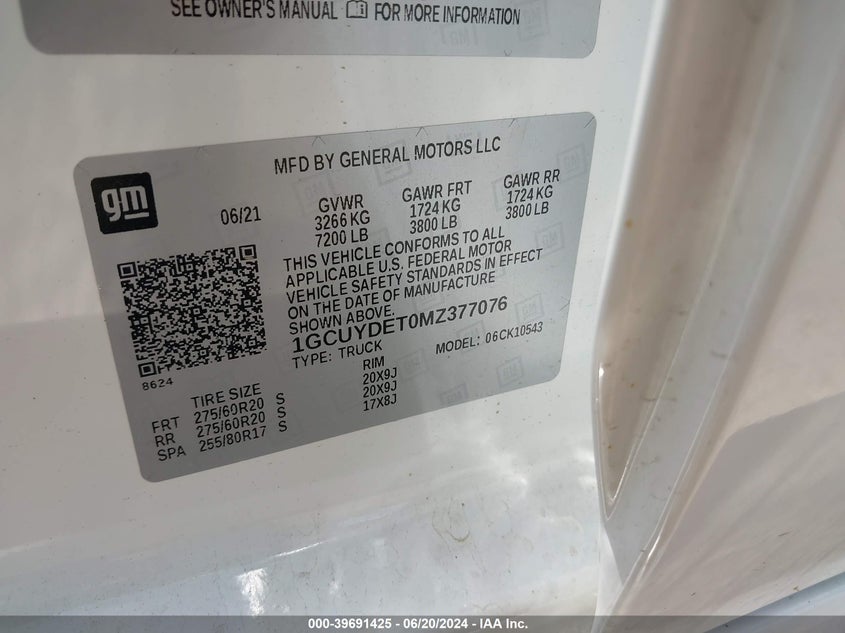 SEE OWNER'S MANUAL FOR MORE INFORMATION
MFD BY GENERAL MOTORS LLC
gm
06/21
GVWR
3266 KG
7200 LB
GAWR FRT
1724 KG
3800 LB
GAWR RR
1724 KG
3800 LB
THIS VEHICLE CONFORMS TO ALL
APPLICABLE U.S. FEDERAL MOTOR
VEHICLE SAFETY STANDARDS IN EFFECT
ON THE DATE OF MANUFACTURE
SHOWN ABOVE.
1GCUYDET0MZ377076
TYPE: TRUCK
MODEL: 06CK10543
8624
TIRE SIZE RIM
FRT 275/60R20 S 20X9J
RR 275/60R20 S 20X9J
SPA 255/80R17 S 17X8J
000-39691425 - 06/20/2024 - IAA Inc.